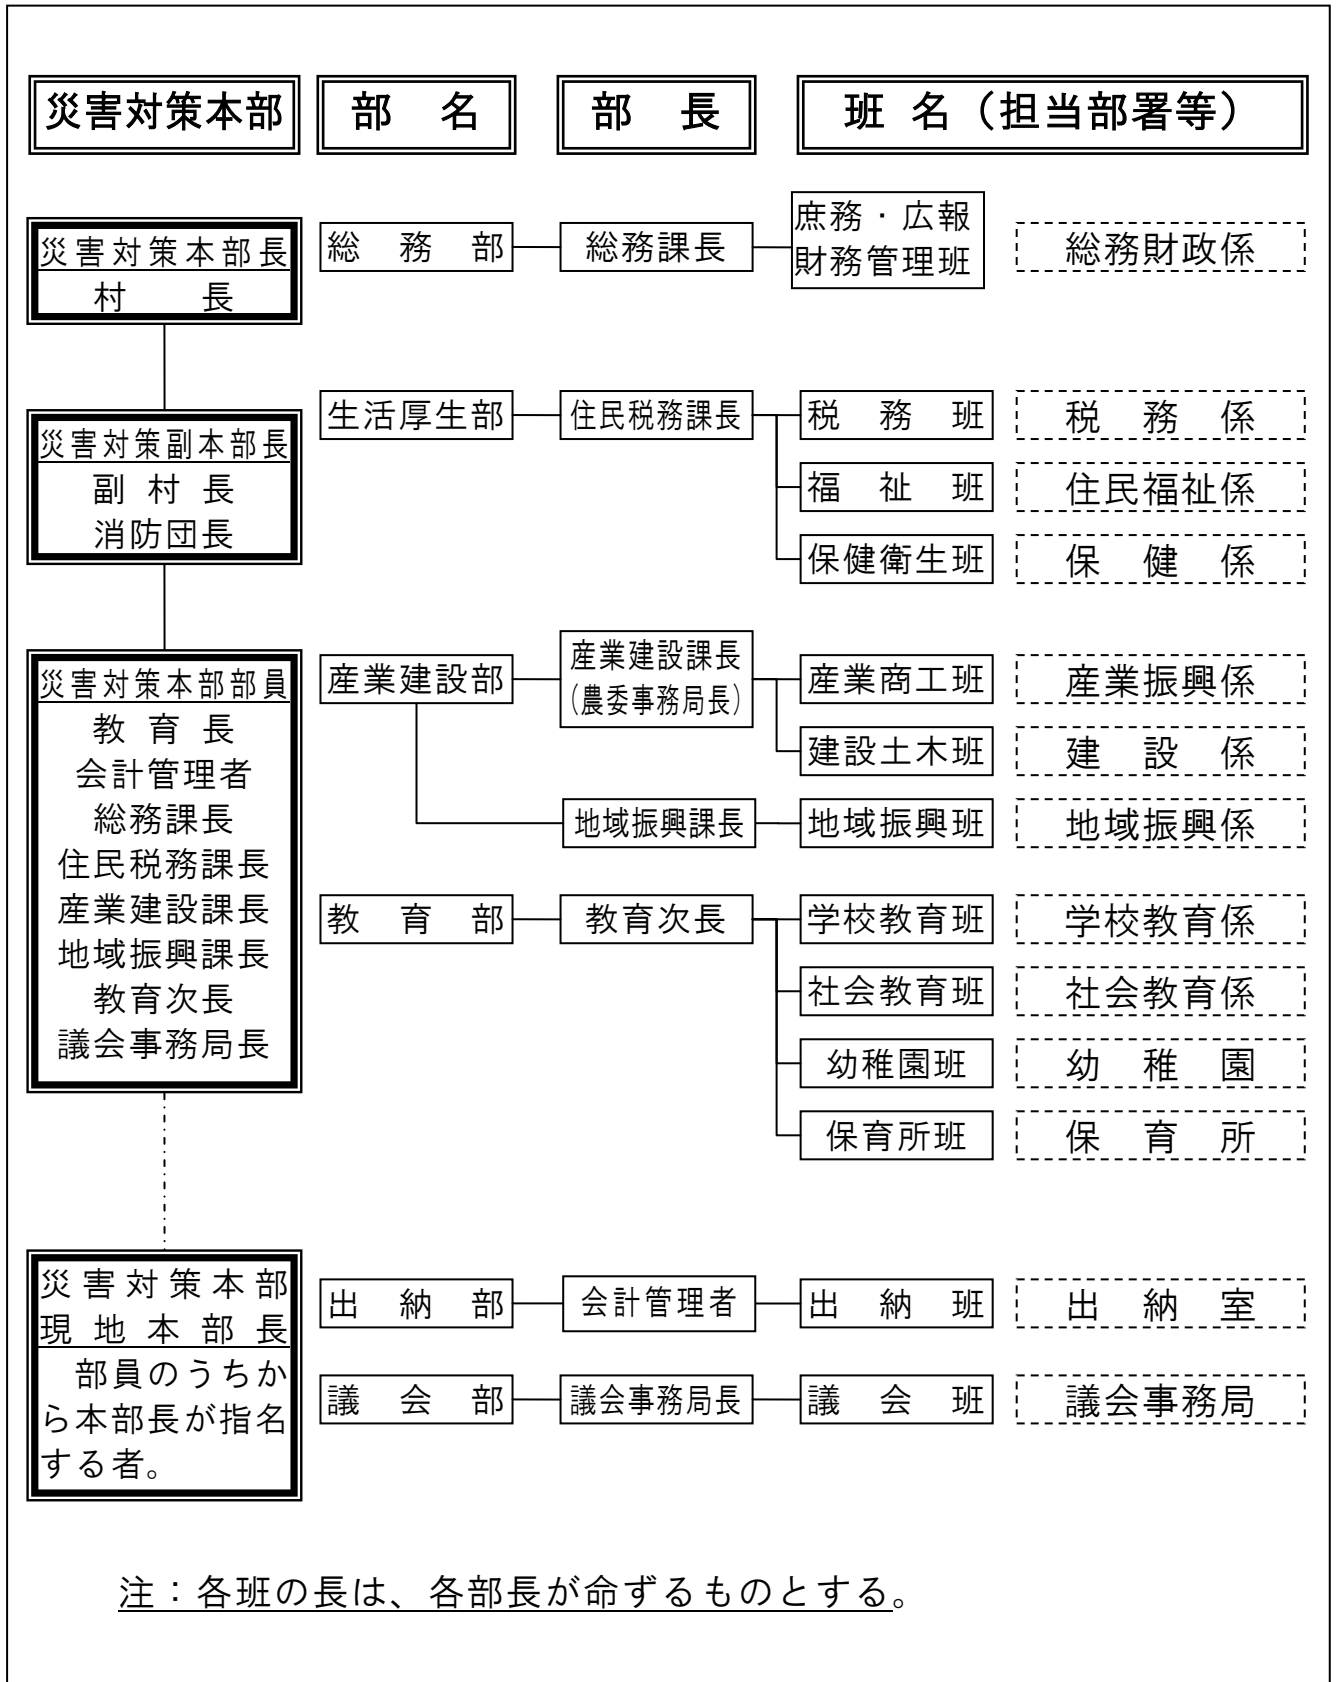 災害対策本部
部　名
部　長
班 名（担当部署等）
災害対策本部長
村　　長
災害対策副本部長
副 村 長
消防団長
災害対策本部部員
教 育 長
会計管理者
総務課長
住民税務課長
産業建設課長
地域振興課長
教育次長
議会事務局長
災害対策本部
現地本部長
部員のうちか
ら本部長が指名
する者。
総　務　部
総務課長
庶務・広報
財務管理班
総務財政係
生活厚生部
住民税務課長
税　務　班
税　務　係
福　祉　班
住民福祉係
保健衛生班
保　健　係
産業建設部
産業建設課長
(農委事務局長)
産業商工班
産業振興係
建設土木班
建　設　係
地域振興課長
地域振興班
地域振興係
教　育　部
教育次長
学校教育班
学校教育係
社会教育班
社会教育係
幼稚園班
幼　稚　園
保育所班
保　育　所
出　納　部
会計管理者
出　納　班
出　納　室
議　会　部
議会事務局長
議　会　班
議会事務局
注：各班の長は、各部長が命ずるものとする。